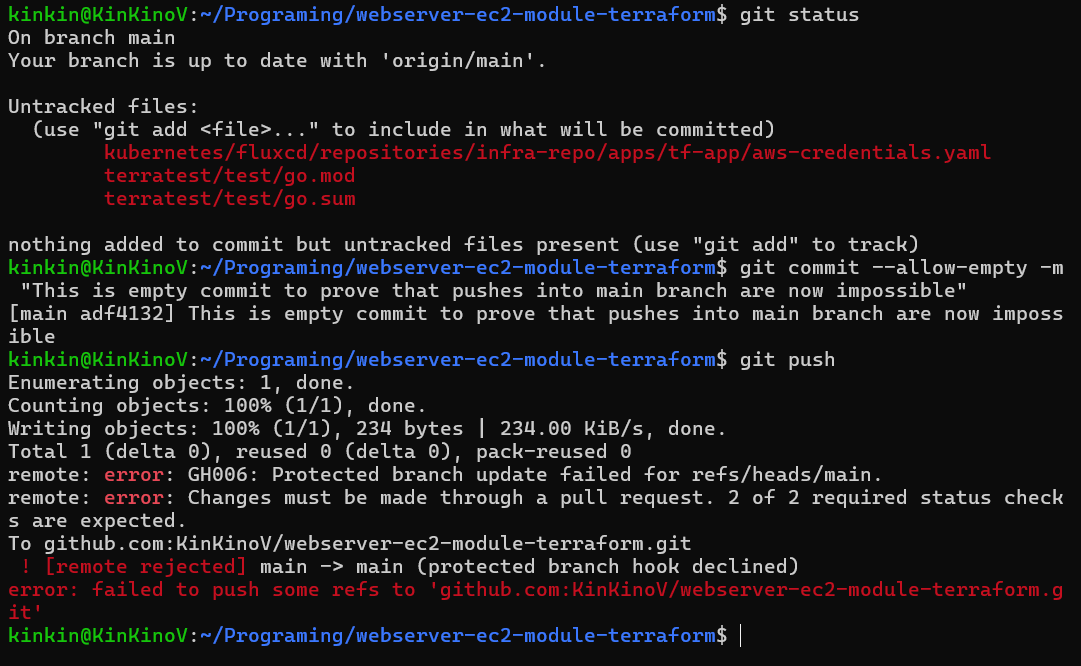 kinkin@KinKinoV:~/Programing/webserver-ec2-module-terraform$ git status
On branch main
Your branch is up to date with 'origin/main'.
Untracked files:
  (use "git add <file>..." to include in what will be committed)
        kubernetes/fluxcd/repositories/infra-repo/apps/tf-app/aws-credentials.yaml
        terratest/test/go.mod
        terratest/test/go.sum
nothing added to commit but untracked files present (use "git add" to track)
kinkin@KinKinoV:~/Programing/webserver-ec2-module-terraform$ git commit --allow-empty -m
 "This is empty commit to prove that pushes into main branch are now impossible"
[main adf4132] This is empty commit to prove that pushes into main branch are now imposs
ible
kinkin@KinKinoV:~/Programing/webserver-ec2-module-terraform$ git push
Enumerating objects: 1, done.
Counting objects: 100% (1/1), done.
Writing objects: 100% (1/1), 234 bytes | 234.00 KiB/s, done.
Total 1 (delta 0), reused 0 (delta 0), pack-reused 0
remote: error: GH006: Protected branch update failed for refs/heads/main.
remote: error: Changes must be made through a pull request. 2 of 2 required status check
s are expected.
To github.com:KinKinoV/webserver-ec2-module-terraform.git
 ! [remote rejected] main -> main (protected branch hook declined)
error: failed to push some refs to 'github.com:KinKinoV/webserver-ec2-module-terraform.g
it'
kinkin@KinKinoV:~/Programing/webserver-ec2-module-terraform$